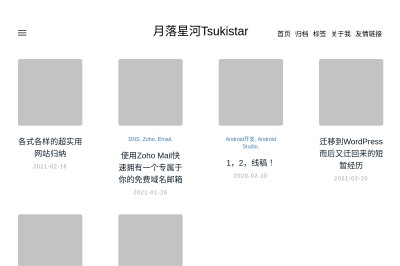 月落星河Tsukistar
首页 归档 标签 关于我 友情链接
各式各样的超实用
网站归纳
2021-02-18
DNS, Zoho, Email,
使用Zoho Mail快
速拥有一个专属于
你的免费域名邮箱
2021-01-26
Android开发, Android
Studio,
1，2，线稿！
2020-02-10
迁移到WordPress
而后又迁回来的短
暂经历
2021-02-20